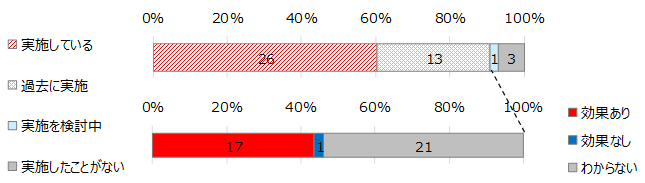 0% 20% 40% 60% 80% 100%
実施している
過去に実施
実施を検討中
実施したことがない
26 13 1 3
0% 20% 40% 60% 80% 100%
17 1 21
効果あり
効果なし
わからない